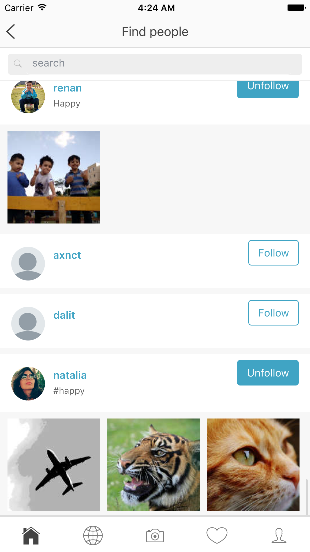 Carrier 4:24 AM
Find people
search
renan
Unfollow
Happy
axnct
Follow
dalit
Follow
natalia
Unfollow
#happy